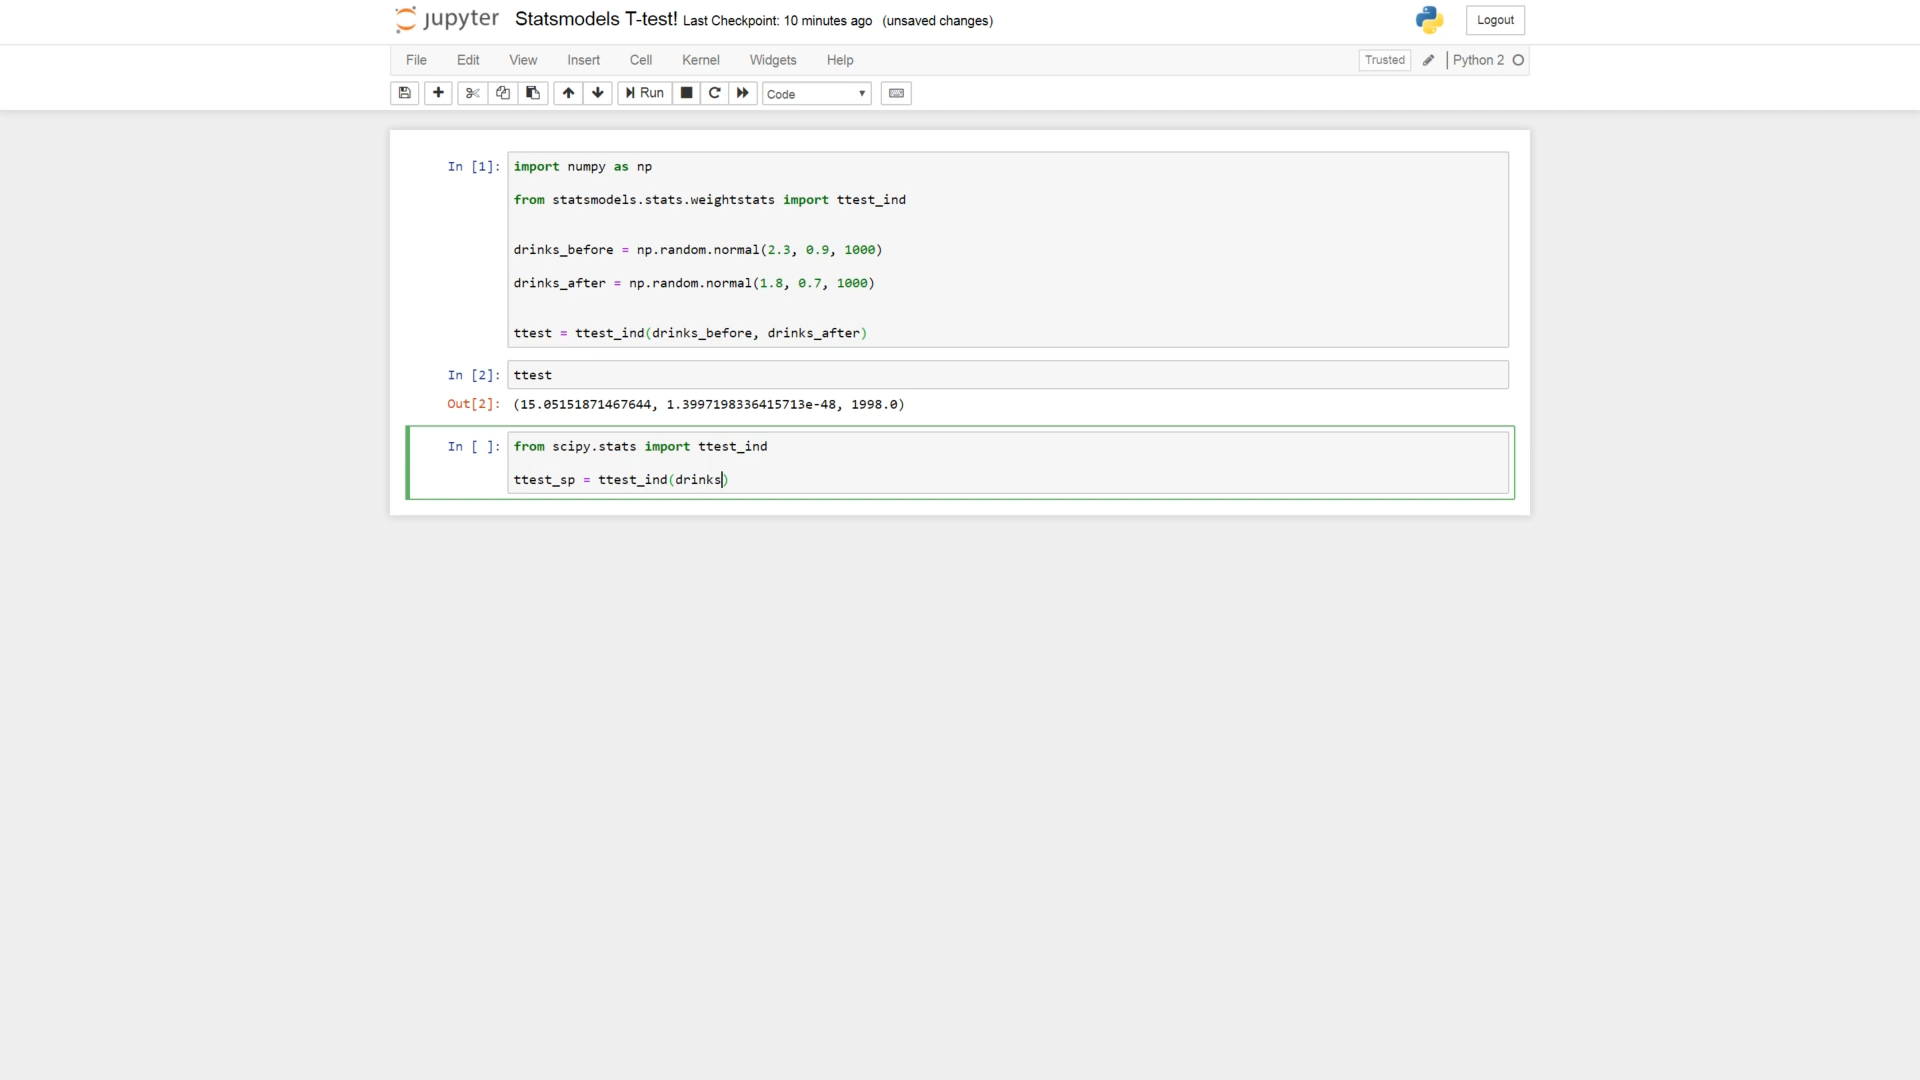 jupyter Statsmodels T-test! Last Checkpoint: 10 minutes ago (unsaved changes) Logout
File Edit View Insert Cell Kernel Widgets Help Trusted Python 2
Run Code
In [1]: import numpy as np
from statsmodels.stats.weightstats import ttest_ind
drinks_before = np.random.normal(2.3, 0.9, 1000)
drinks_after = np.random.normal(1.8, 0.7, 1000)
ttest = ttest_ind(drinks_before, drinks_after)
In [2]: ttest
Out[2]: (15.05151871467644, 1.3997198336415713e-48, 1998.0)
In [ ]: from scipy.stats import ttest_ind
ttest_sp = ttest_ind(drinks)